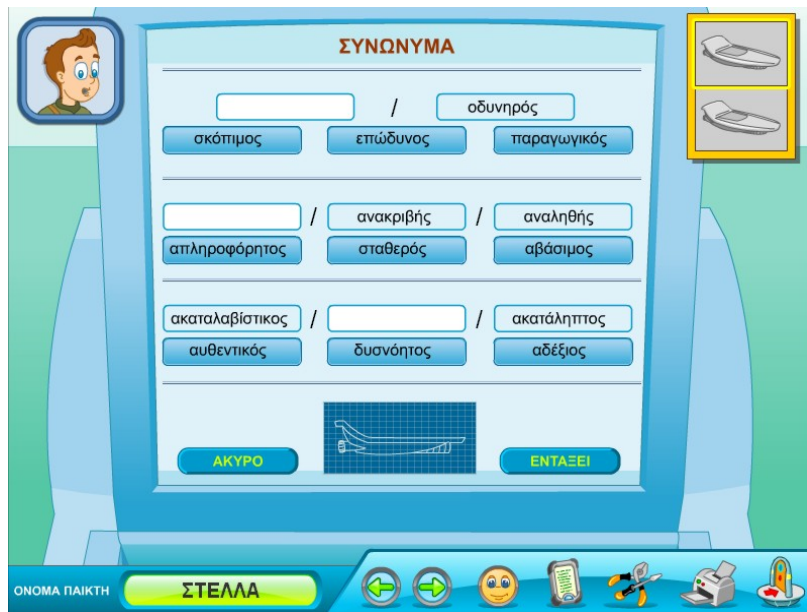 ΣΥΝΩΝΥΜΑ
/ οδυνηρός
σκόπιμος επώδυνος παραγωγικός
/ ανακριβής / αναληθής
απληροφόρητος σταθερός αβάσιμος
ακαταλαβίστικος / / ακατάληπτος
αυθεντικός δυσνόητος αδέξιος
ΑΚΥΡΟ ΕΝΤΑΞΕΙ
ΟΝΟΜΑ ΠΑΙΚΤΗ ΣΤΕΛΛΑ